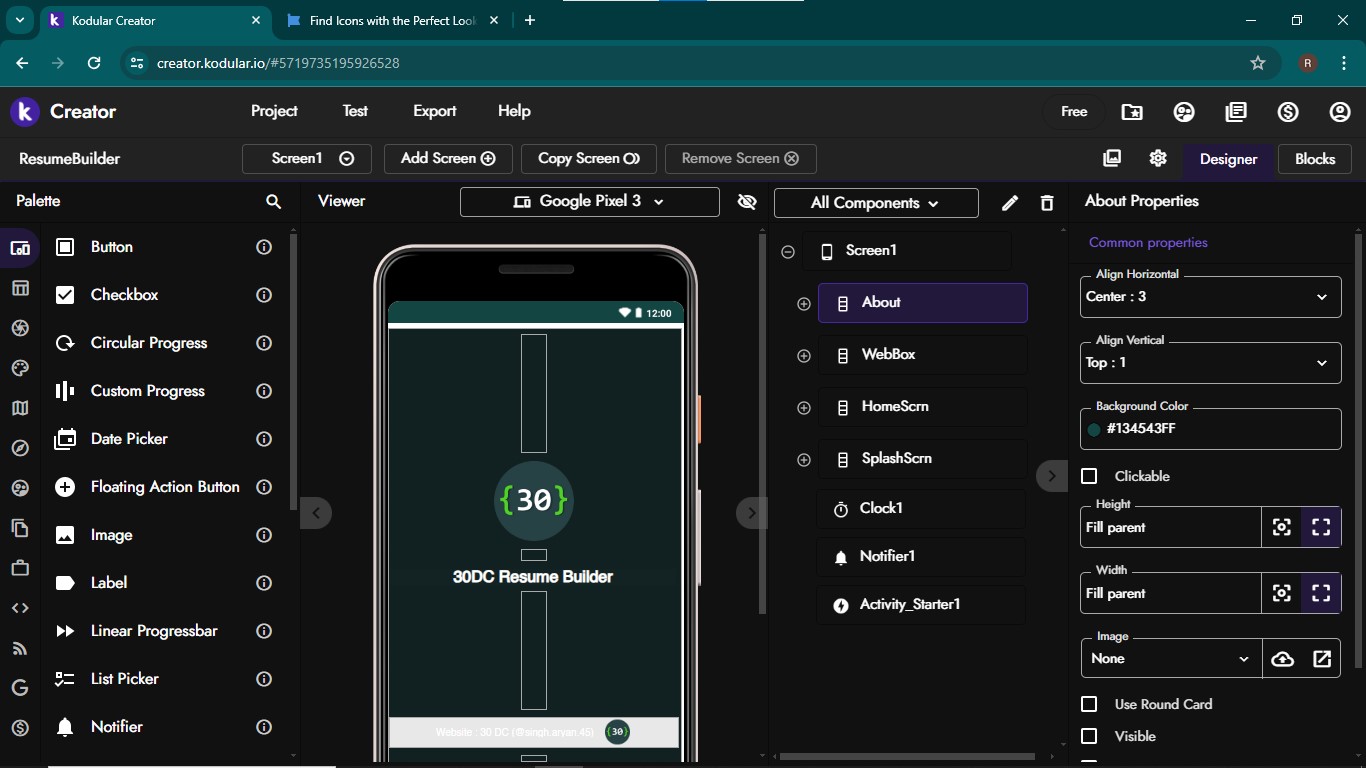 Kodular Creator
Find Icons with the Perfect Look
creator.kodular.io/#5719735195926528
R
k Creator
Project
Test
Export
Help
Free
ResumeBuilder
Screen1
Add Screen
Copy Screen
Remove Screen
Designer
Blocks
Palette
Viewer
Google Pixel 3
All Components
About Properties
Button
Checkbox
Circular Progress
Custom Progress
Date Picker
Floating Action Button
Image
Label
Linear Progressbar
List Picker
Notifier
12:00
{30}
30DC Resume Builder
Website : 30 DC (@singh.aryan.45)
{30}
Screen1
About
WebBox
HomeScrn
SplashScrn
Clock1
Notifier1
Activity_Starter1
Common properties
Align Horizontal
Center : 3
Align Vertical
Top : 1
Background Color
#134543FF
Clickable
Height
Fill parent
Width
Fill parent
Image
None
Use Round Card
Visible